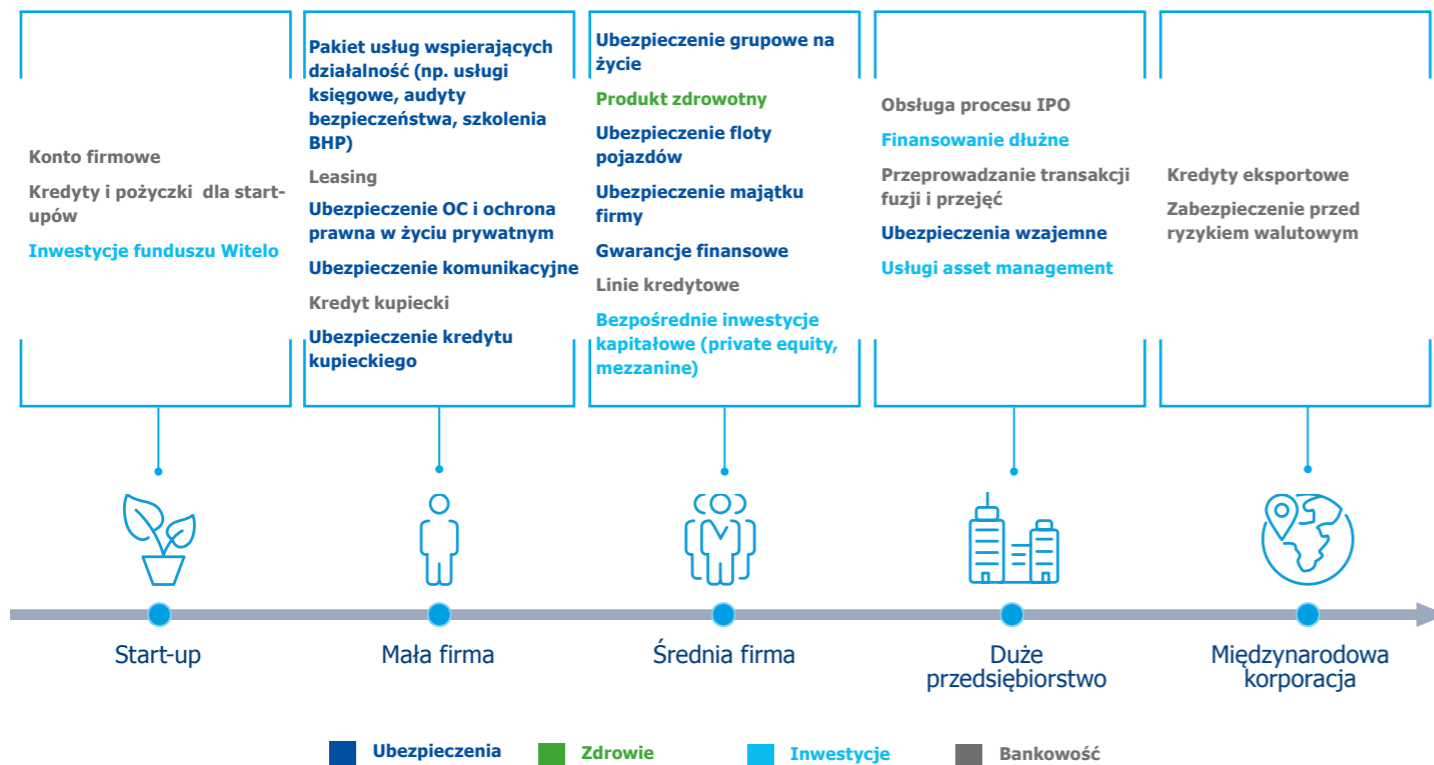 Konto firmowe
Kredyty i pożyczki dla start-
upów
Inwestycje funduszu Witelo
Pakiet usług wspierających
działalność (np. usługi
księgowe, audyty
bezpieczeństwa, szkolenia
BHP)
Leasing
Ubezpieczenie OC i ochrona
prawna w życiu prywatnym
Ubezpieczenie komunikacyjne
Kredyt kupiecki
Ubezpieczenie kredytu
kupieckiego
Ubezpieczenie grupowe na
życie
Produkt zdrowotny
Ubezpieczenie floty
pojazdów
Ubezpieczenie majątku
firmy
Gwarancje finansowe
Linie kredytowe
Bezpośrednie inwestycje
kapitałowe (private equity,
mezzanine)
Obsługa procesu IPO
Finansowanie dłużne
Przeprowadzanie transakcji
fuzji i przejęć
Ubezpieczenia wzajemne
Usługi asset management
Kredyty eksportowe
Zabezpieczenie przed
ryzykiem walutowym
Start-up
Mała firma
Średnia firma
Duże
przedsiębiorstwo
Międzynarodowa
korporacja
Ubezpieczenia
Zdrowie
Inwestycje
Bankowość